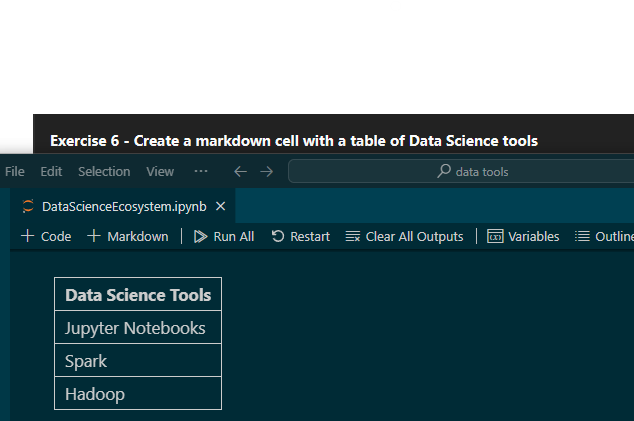 Exercise 6 - Create a markdown cell with a table of Data Science tools
File Edit Selection View ··· data tools
DataScienceEcosystem.ipynb
Code Markdown Run All Restart Clear All Outputs Variables Outline
Data Science Tools
Jupyter Notebooks
Spark
Hadoop